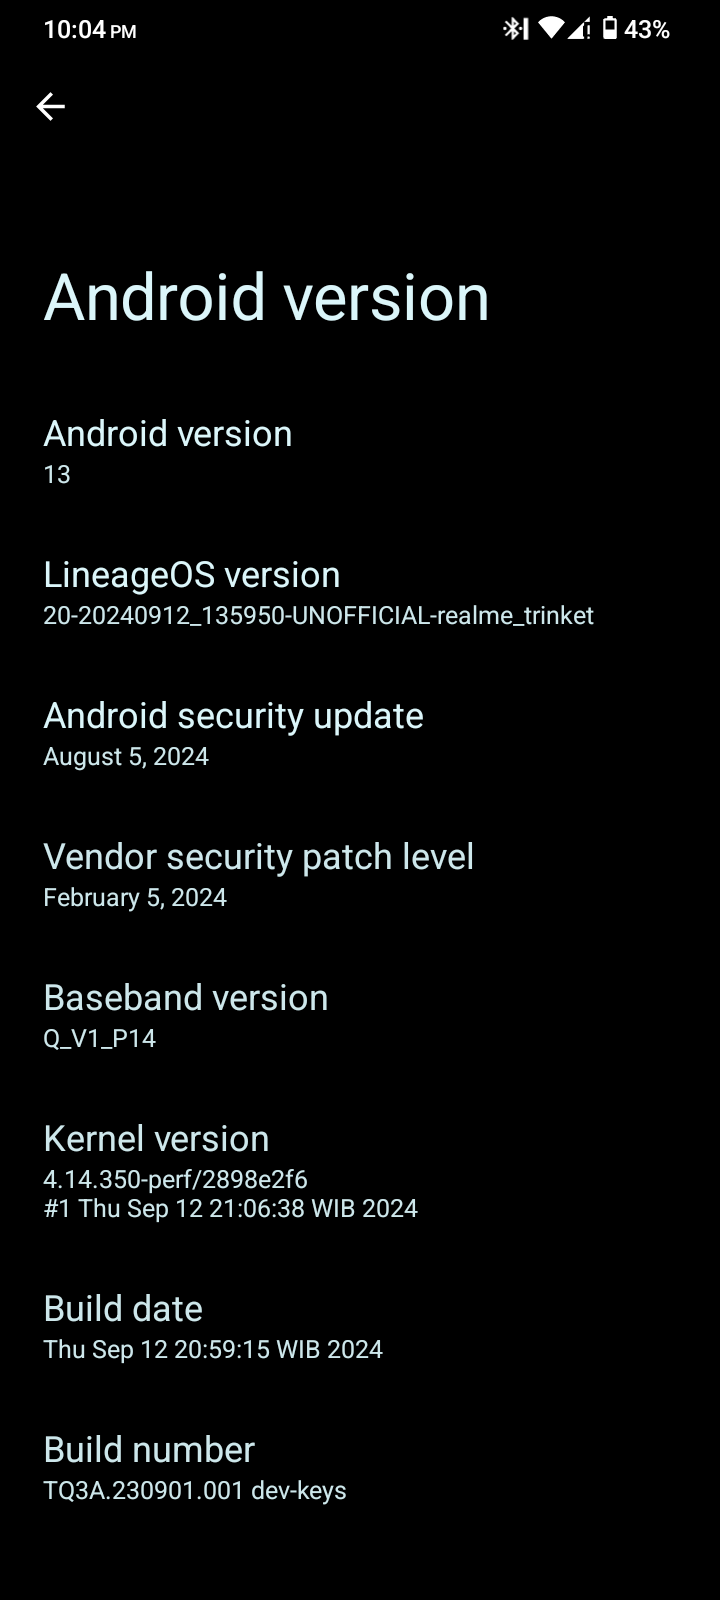 10:04 PM 43%
Android version
Android version
13
LineageOS version
20-20240912_135950-UNOFFICIAL-realme_trinket
Android security update
August 5, 2024
Vendor security patch level
February 5, 2024
Baseband version
Q_V1_P14
Kernel version
4.14.350-perf/2898e2f6
#1 Thu Sep 12 21:06:38 WIB 2024
Build date
Thu Sep 12 20:59:15 WIB 2024
Build number
TQ3A.230901.001 dev-keys